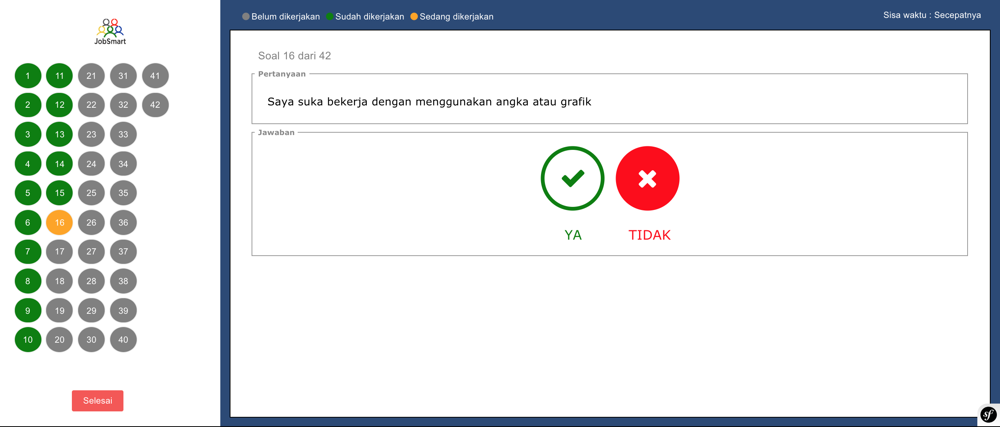 JobSmart
1 11 21 31 41
2 12 22 32 42
3 13 23 33
4 14 24 34
5 15 25 35
6 16 26 36
7 17 27 37
8 18 28 38
9 19 29 39
10 20 30 40
Selesai
Belum dikerjakan Sudah dikerjakan Sedang dikerjakan
Sisa waktu : Secepatnya
Soal 16 dari 42
Pertanyaan
Saya suka bekerja dengan menggunakan angka atau grafik
Jawaban
YA TIDAK
sf